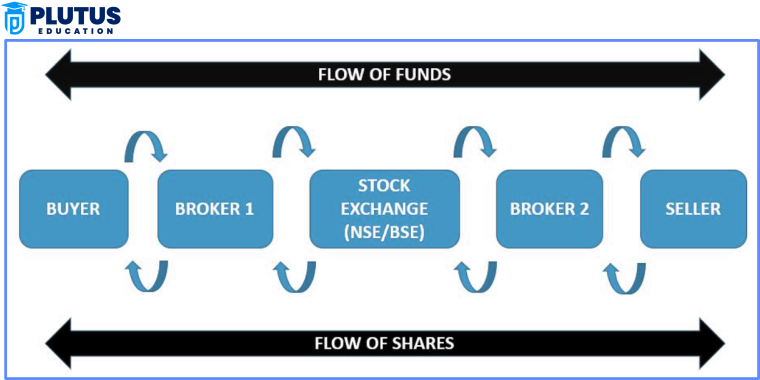 PLUTUS
EDUCATION
FLOW OF FUNDS
BUYER
BROKER 1
STOCK
EXCHANGE
(NSE/BSE)
BROKER 2
SELLER
FLOW OF SHARES